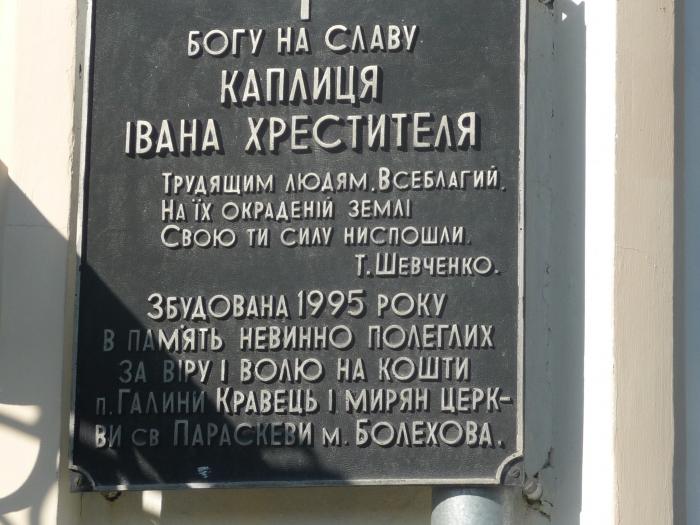 БОГУ НА СЛАВУ
КАПЛИЦЯ
ІВАНА ХРЕСТИТЕЛЯ
ТРУДЯЩИМ ЛЮДЯМ, ВСЕБЛАГИЙ,
НА ЇХ ОКРАДЕНІЙ ЗЕМЛІ
СВОЮ ТИ СИЛУ НИСПОШЛИ.
Т. ШЕВЧЕНКО.
ЗБУДОВАНА 1995 РОКУ
В ПАМ'ЯТЬ НЕВИННО ПОЛЕГЛИХ
ЗА ВІРУ І ВОЛЮ НА КОШТИ
п. ГАЛИНИ КРАВЕЦЬ І МИРЯН ЦЕРК-
ВИ СВ ПАРАСКЕВИ м. БОЛЕХОВА.